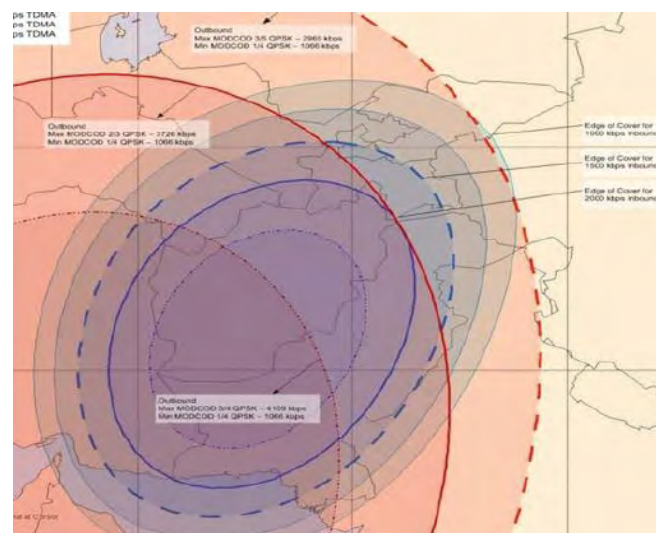 ps TDMA
ps TDMA
ps TDMA
Outbound
Max MODCOD 3/5 QPSK – 2965 kbps
Min MODCOD 1/4 QPSK – 1066 kbps
Outbound
Max MODCOD 2/3 QPSK – 3726 kbps
Min MODCOD 1/4 QPSK – 1066 kbps
Edge of Cover for
1000 kbps inbound
Edge of Cover for
1500 kbps inbound
Edge of Cover for
2000 kbps inbound
Outbound
Max MODCOD 3/4 QPSK – 4109 kbps
Min MODCOD 1/4 QPSK – 1066 kbps
at Cursor